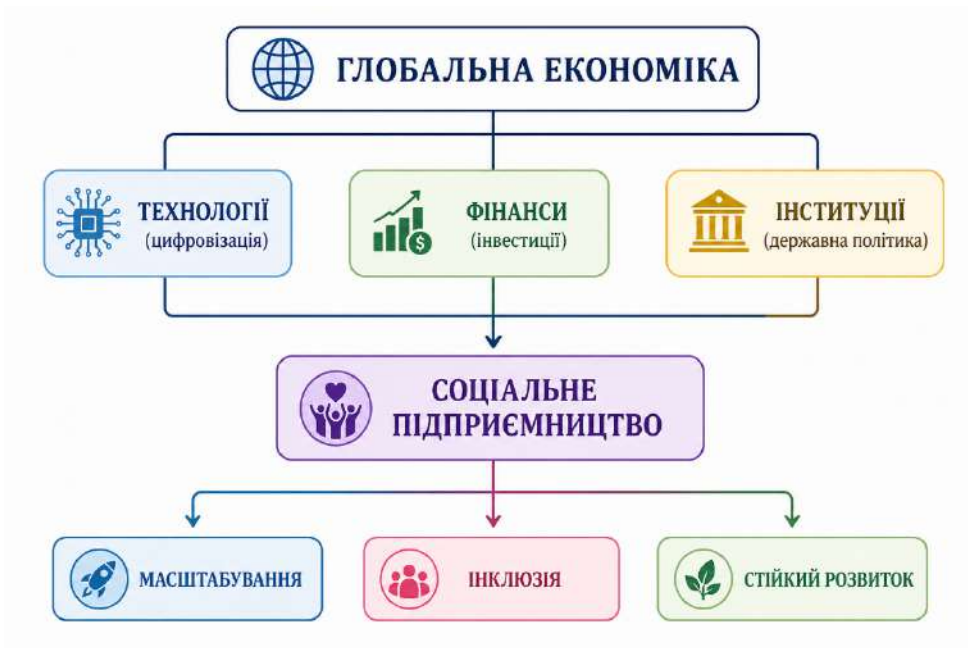 ГЛОБАЛЬНА ЕКОНОМІКА
ТЕХНОЛОГІЇ
(цифровізація)
ФІНАНСИ
(інвестиції)
$
ІНСТИТУЦІЇ
(державна політика)
СОЦІАЛЬНЕ
ПІДПРИЄМНИЦТВО
МАСШТАБУВАННЯ
ІНКЛЮЗІЯ
СТІЙКИЙ РОЗВИТОК